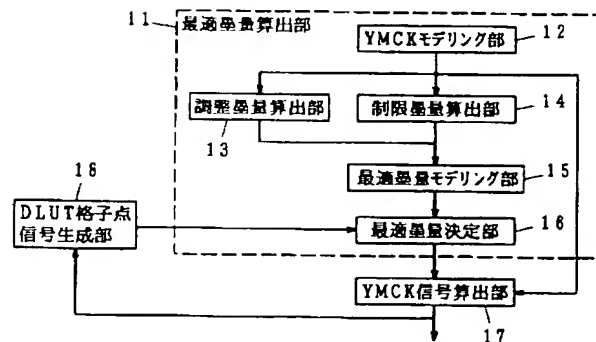 11
最適墨量算出部
YMCKモデリング部
12
調整墨量算出部
13
制限墨量算出部
14
最適墨量モデリング部
15
18
DLUT格子点
信号生成部
最適墨量決定部
16
YMCK信号算出部
17